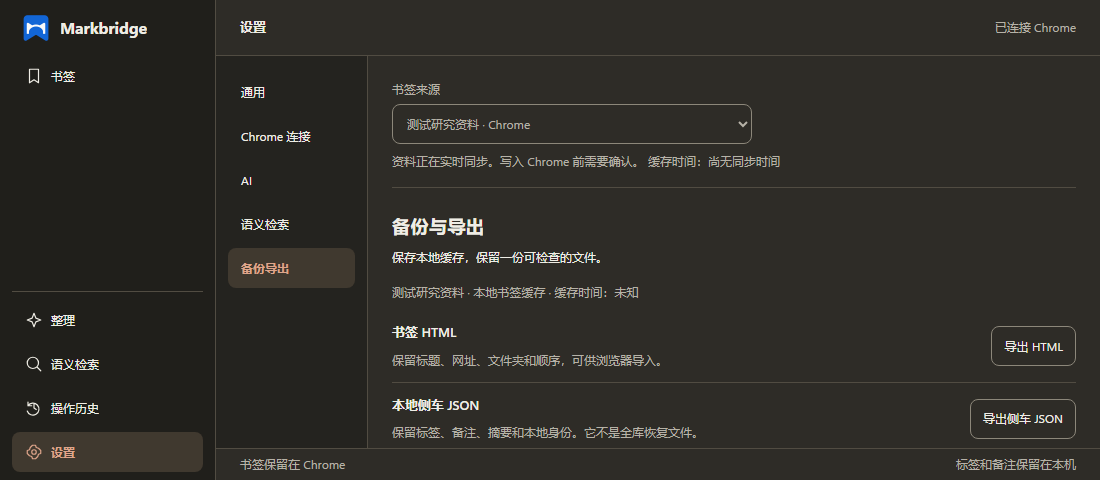 Markbridge
书签
整理
语义检索
操作历史
设置
设置
已连接 Chrome
通用
Chrome 连接
AI
语义检索
备份导出
书签来源
测试研究资料 · Chrome
资料正在实时同步。写入 Chrome 前需要确认。 缓存时间：尚无同步时间
备份与导出
保存本地缓存，保留一份可检查的文件。
测试研究资料 · 本地书签缓存 · 缓存时间：未知
书签 HTML
保留标题、网址、文件夹和顺序，可供浏览器导入。
导出 HTML
本地侧车 JSON
保留标签、备注、摘要和本地身份。它不是全库恢复文件。
导出侧车 JSON
书签保留在 Chrome
标签和备注保留在本机